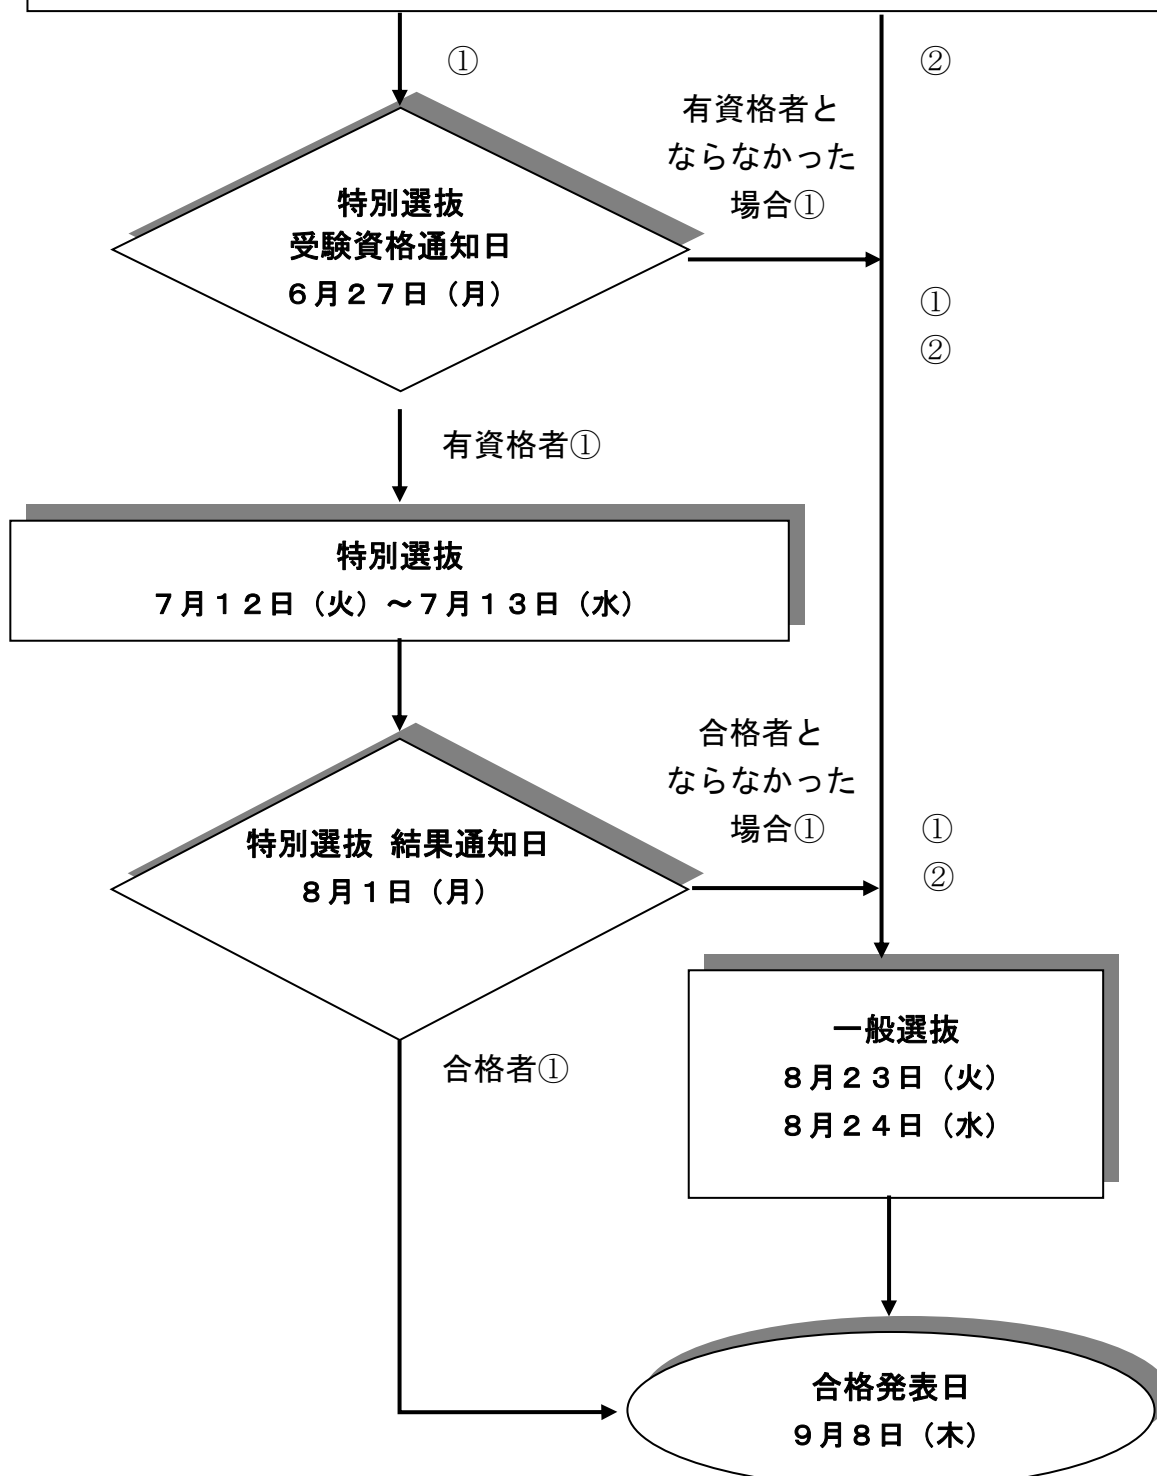 ①
②
有資格者と
ならなかった
場合①
特別選抜
受験資格通知日
６月２７日（月）
①
②
有資格者①
特別選抜
７月１２日（火）～７月１３日（水）
合格者と
ならなかった
場合①
①
②
特別選抜 結果通知日
８月１日（月）
合格者①
一般選抜
８月２３日（火）
８月２４日（水）
合格発表日
９月８日（木）